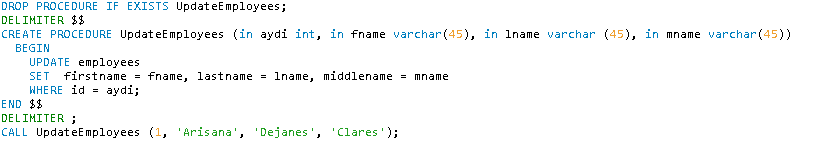 DROP PROCEDURE IF EXISTS UpdateEmployees;
DELIMITER $$
CREATE PROCEDURE UpdateEmployees (in aydi int, in fname varchar(45), in lname varchar (45), in mname varchar(45))
BEGIN
UPDATE employees
SET  firstname = fname, lastname = lname, middlename = mname
WHERE id = aydi;
END $$
DELIMITER ;
CALL UpdateEmployees (1, 'Arisana', 'Dejanes', 'Clares');